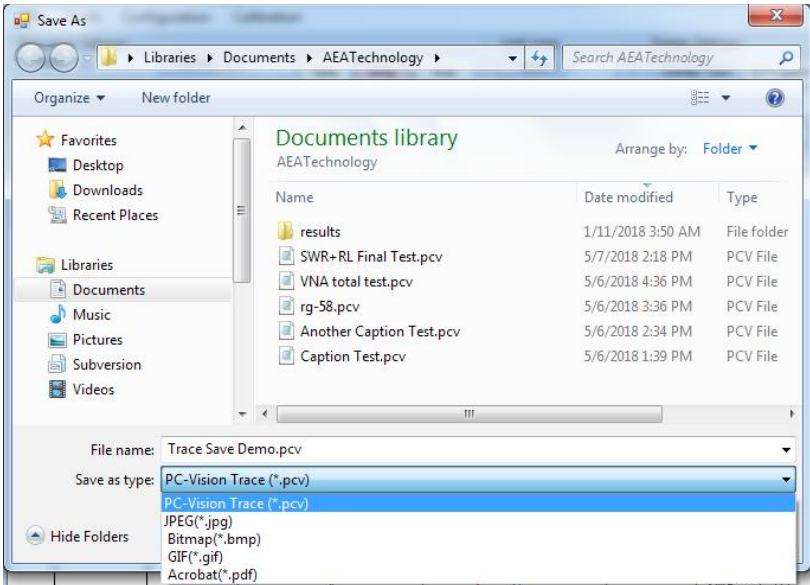 Save As
Libraries Documents AEATechnology Search AEATechnology
Organize New folder
Favorites
Desktop
Downloads
Recent Places
Libraries
Documents
Music
Pictures
Subversion
Videos
Documents library
AEATechnology
Arrange by: Folder
Name Date modified Type
results 1/11/2018 3:50 AM File folder
SWR+RL Final Test.pcv 5/7/2018 2:18 PM PCV File
VNA total test.pcv 5/6/2018 4:36 PM PCV File
rg-58.pcv 5/6/2018 3:36 PM PCV File
Another Caption Test.pcv 5/6/2018 2:34 PM PCV File
Caption Test.pcv 5/6/2018 1:39 PM PCV File
File name: Trace Save Demo.pcv
Save as type: PC-Vision Trace (*.pcv)
PC-Vision Trace (*.pcv)
JPEG(*.jpg)
Bitmap(*.bmp)
GIF(*.gif)
Acrobat(*.pdf)
Hide Folders